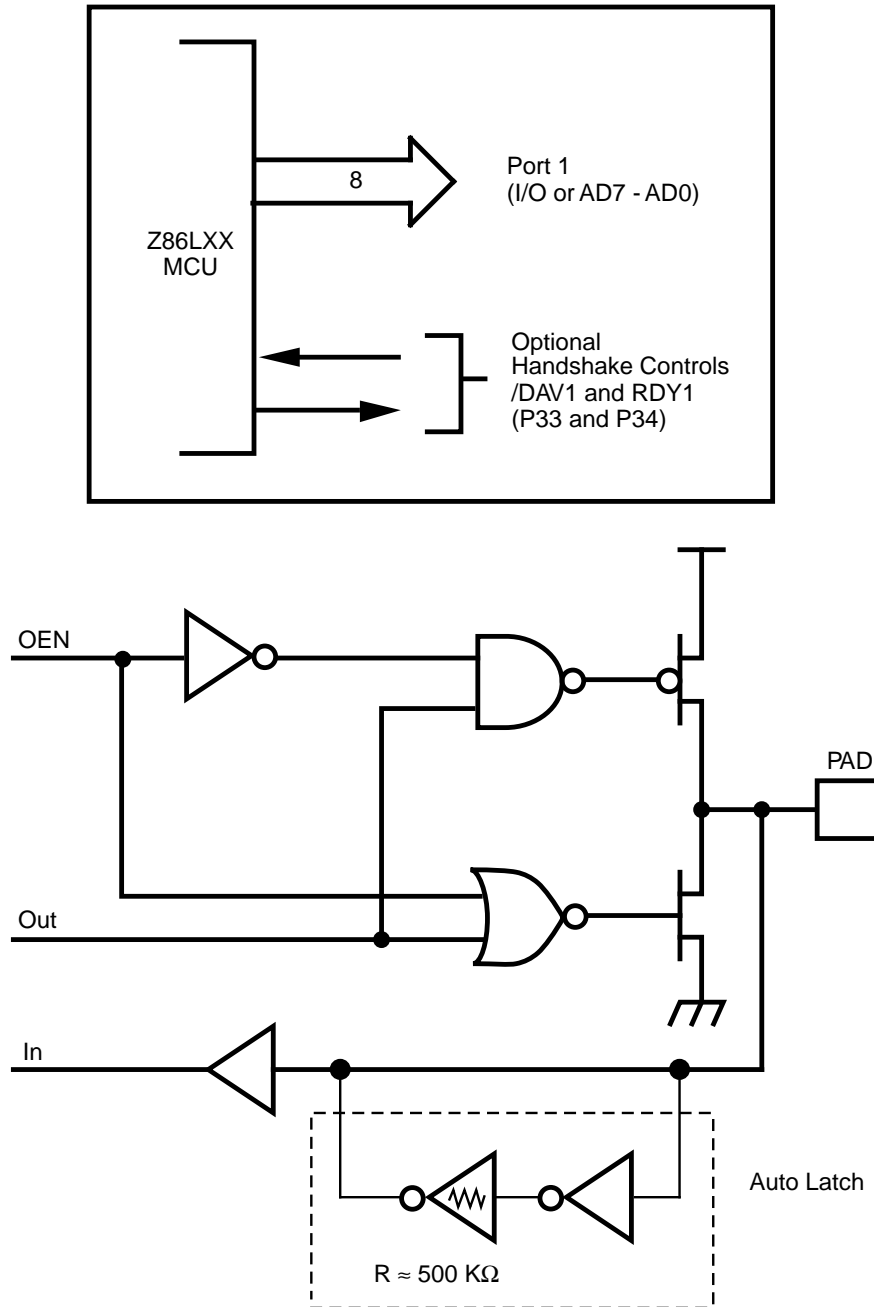 8
Port 1
(I/O or AD7 - AD0)
Z86LXX
MCU
Optional
Handshake Controls
/DAV1 and RDY1
(P33 and P34)
OEN
PAD
Out
In
Auto Latch
R ≈ 500 KΩ